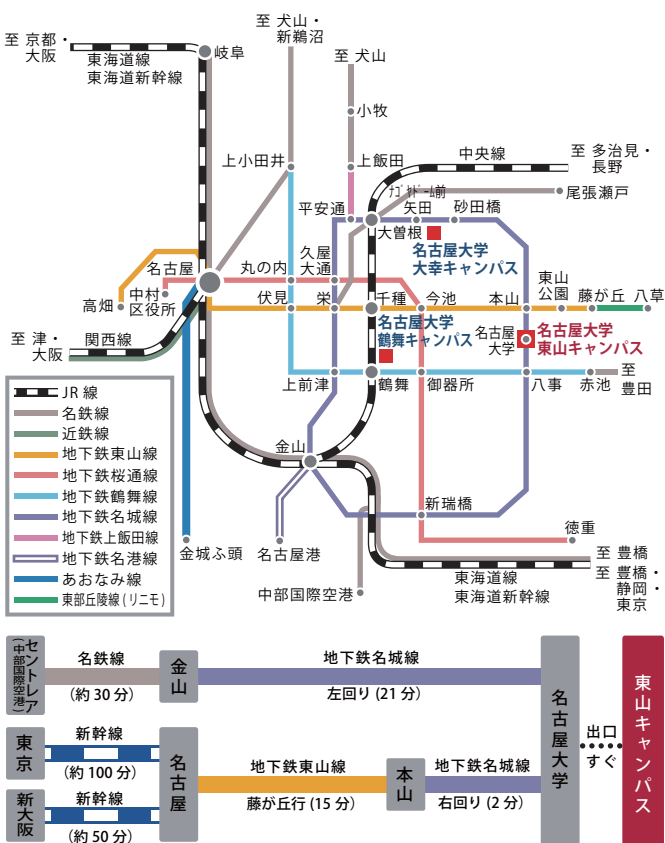 至 犬山・
新鵜沼
至 京都・
大阪
東海道線
東海道新幹線
岐阜
至 犬山
小牧
上小田井
上飯田
中央線
至 多治見・
長野
ﾅｺﾞﾔﾄﾞｰﾑ前
矢田
尾張瀬戸
平安通
砂田橋
大曽根
名古屋大学
大幸キャンパス
名古屋
丸の内
久屋
大通
高畑
中村
区役所
伏見
栄
千種
今池
本山
東山
公園
藤が丘
八草
至 津・
大阪
関西線
名古屋大学
鶴舞キャンパス
名古屋
大学
名古屋大学
東山キャンパス
上前津
鶴舞
御器所
八事
赤池
至
豊田
JR 線
名鉄線
近鉄線
地下鉄東山線
地下鉄桜通線
地下鉄鶴舞線
地下鉄名城線
地下鉄上飯田線
地下鉄名港線
あおなみ線
東部丘陵線 ( リニモ )
金山
新瑞橋
金城ふ頭
名古屋港
徳重
中部国際空港
至 豊橋
東海道線
東海道新幹線
至 豊橋・
静岡・
東京
セントレア
(中部国際空港)
名鉄線
(約 30 分)
金山
地下鉄名城線
左回り (21 分)
東京
新幹線
(約 100 分)
新大阪
新幹線
(約 50 分)
名古屋
地下鉄東山線
藤が丘行 (15 分)
本山
地下鉄名城線
右回り (2 分)
名古屋大学
出口
すぐ
東山キャンパス